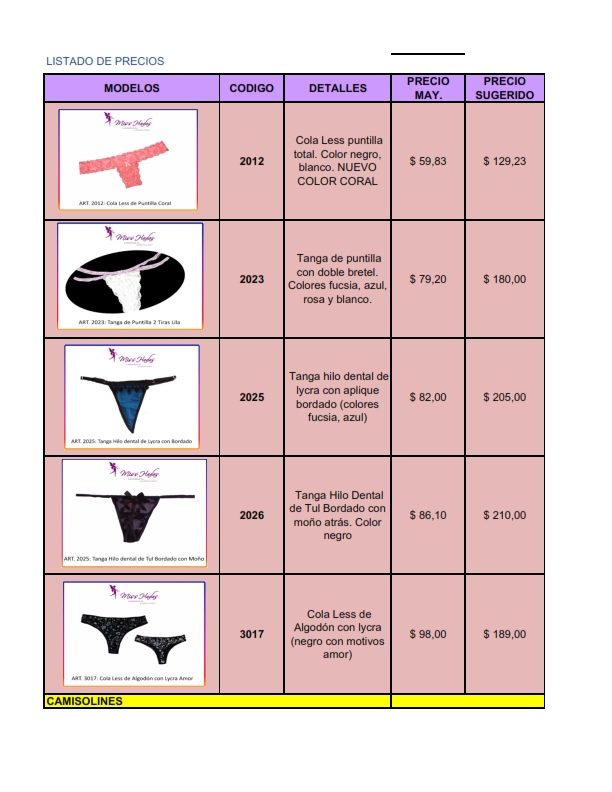 LISTADO DE PRECIOS
MODELOS
CODIGO
DETALLES
PRECIO
MAY.
PRECIO
SUGERIDO
Miss Hadas
ART. 2012: Cola Less de Puntilla Coral
2012
Cola Less puntilla
total. Color negro,
blanco. NUEVO
COLOR CORAL
$ 59,83
$ 129,23
Miss Hadas
ART. 2023: Tanga de Puntilla 2 Tiras Lila
2023
Tanga de puntilla
con doble bretel.
Colores fucsia, azul,
rosa y blanco.
$ 79,20
$ 180,00
Miss Hadas
ART. 2025: Tanga Hilo dental de Lycra con Bordado
2025
Tanga hilo dental de
lycra con aplique
bordado (colores
fucsia, azul)
$ 82,00
$ 205,00
Miss Hadas
ART. 2025: Tanga Hilo dental de Tul Bordado con Moño
2026
Tanga Hilo Dental
de Tul Bordado con
moño atrás. Color
negro
$ 86,10
$ 210,00
Miss Hadas
ART. 3017: Cola Less de Algodón con Lycra Amor
3017
Cola Less de
Algodón con lycra
(negro con motivos
amor)
$ 98,00
$ 189,00
CAMISOLINES